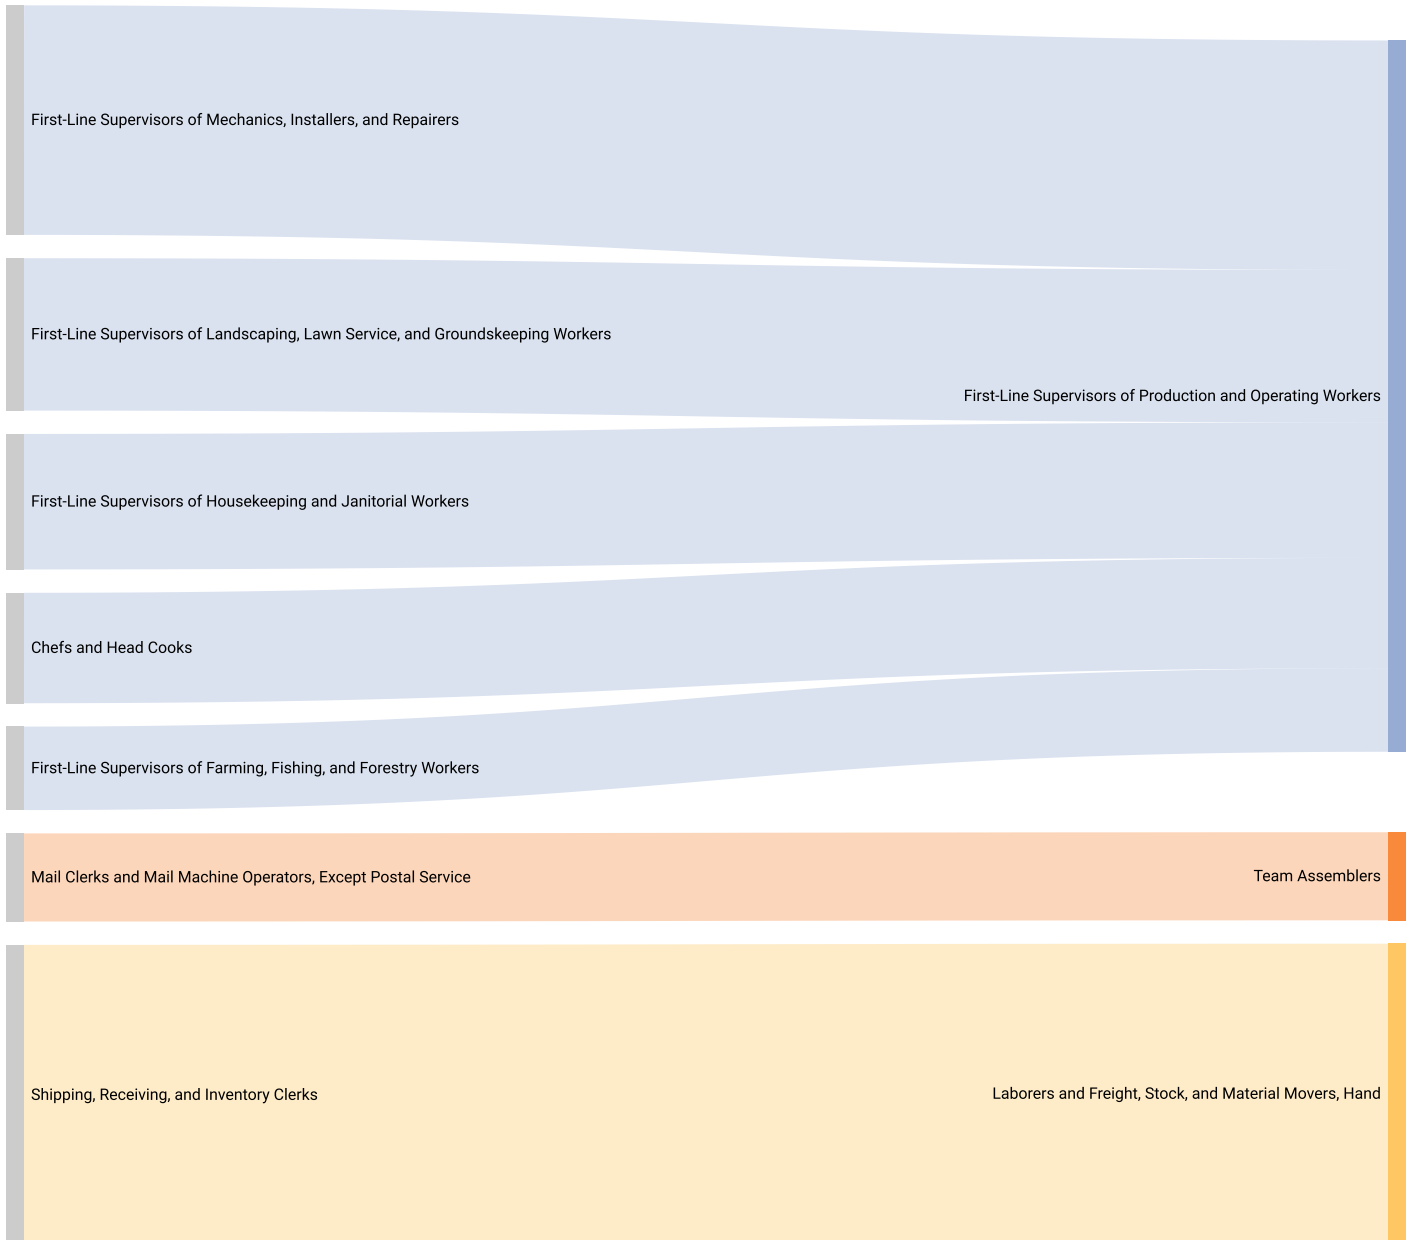 First-Line Supervisors of Mechanics, Installers, and Repairers
First-Line Supervisors of Landscaping, Lawn Service, and Groundskeeping Workers
First-Line Supervisors of Production and Operating Workers
First-Line Supervisors of Housekeeping and Janitorial Workers
Chefs and Head Cooks
First-Line Supervisors of Farming, Fishing, and Forestry Workers
Mail Clerks and Mail Machine Operators, Except Postal Service
Team Assemblers
Shipping, Receiving, and Inventory Clerks
Laborers and Freight, Stock, and Material Movers, Hand